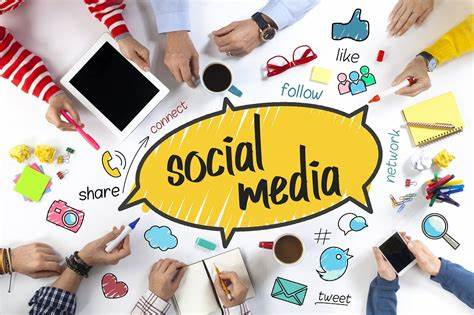 like
follow
connect
share
social
media
network
#
tweet